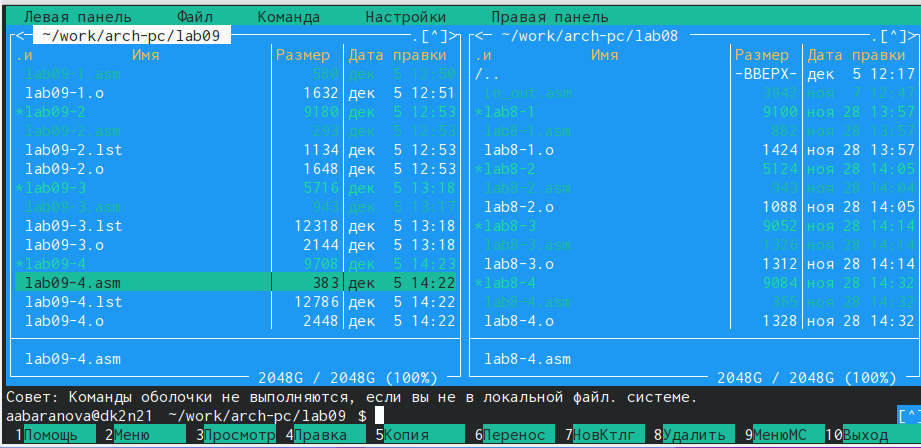 Левая панель Файл Команда Настройки Правая панель
<─ ~/work/arch-pc/lab09 .[^]> <─ ~/work/arch-pc/lab08 .[^]>
.и Имя Размер Дата правки .и Имя Размер Дата правки
lab09-1.asm 580 дек 5 12:50 /.. -ВВЕРХ- дек 5 12:17
lab09-1.o 1632 дек 5 12:51 in_out.asm 3942 ноя 7 12:47
*lab09-2 9180 дек 5 12:53 *lab8-1 9100 ноя 28 13:57
lab09-2.asm 293 дек 5 12:53 lab8-1.asm 882 ноя 28 13:57
lab09-2.lst 1134 дек 5 12:53 lab8-1.o 1424 ноя 28 13:57
lab09-2.o 1648 дек 5 12:53 *lab8-2 5124 ноя 28 14:05
*lab09-3 5716 дек 5 13:18 lab8-2.asm 943 ноя 28 14:04
lab09-3.asm 943 дек 5 13:17 lab8-2.o 1088 ноя 28 14:05
lab09-3.lst 12318 дек 5 13:18 *lab8-3 9052 ноя 28 14:14
lab09-3.o 2144 дек 5 13:18 lab8-3.asm 1326 ноя 28 14:14
*lab09-4 9708 дек 5 14:23 lab8-3.o 1312 ноя 28 14:14
lab09-4.asm 383 дек 5 14:22 *lab8-4 9084 ноя 28 14:32
lab09-4.lst 12786 дек 5 14:22 lab8-4.asm 365 ноя 28 14:32
lab09-4.o 2448 дек 5 14:22 lab8-4.o 1328 ноя 28 14:32
lab09-4.asm lab8-4.asm
2048G / 2048G (100%) 2048G / 2048G (100%)
Совет: Команды оболочки не выполняются, если вы не в локальной файл. системе.
aabaranova@dk2n21 ~/work/arch-pc/lab09 $ [^]
1Помощь 2Меню 3Просмотр 4Правка 5Копия 6Перенос 7НовКтлг 8Удалить 9МенюМС 10Выход